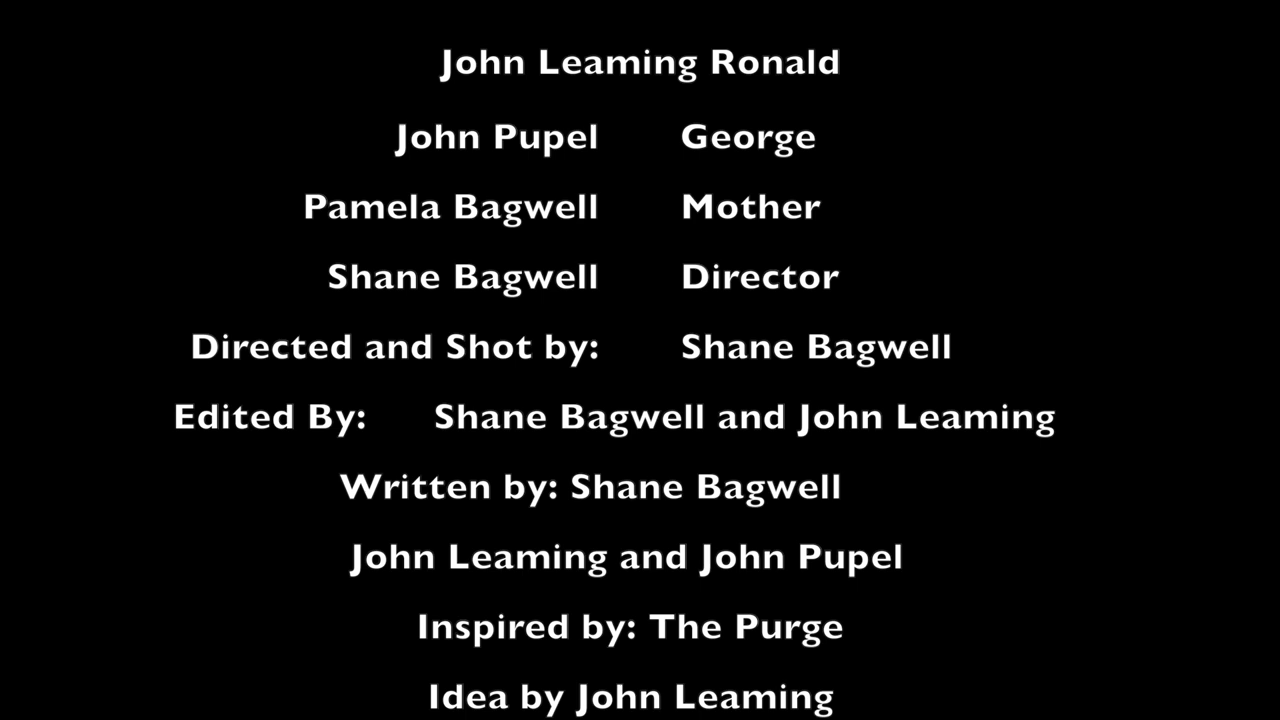 John Leaming Ronald
John Pupel George
Pamela Bagwell Mother
Shane Bagwell Director
Directed and Shot by: Shane Bagwell
Edited By: Shane Bagwell and John Leaming
Written by: Shane Bagwell
John Leaming and John Pupel
Inspired by: The Purge
Idea by John Leaming